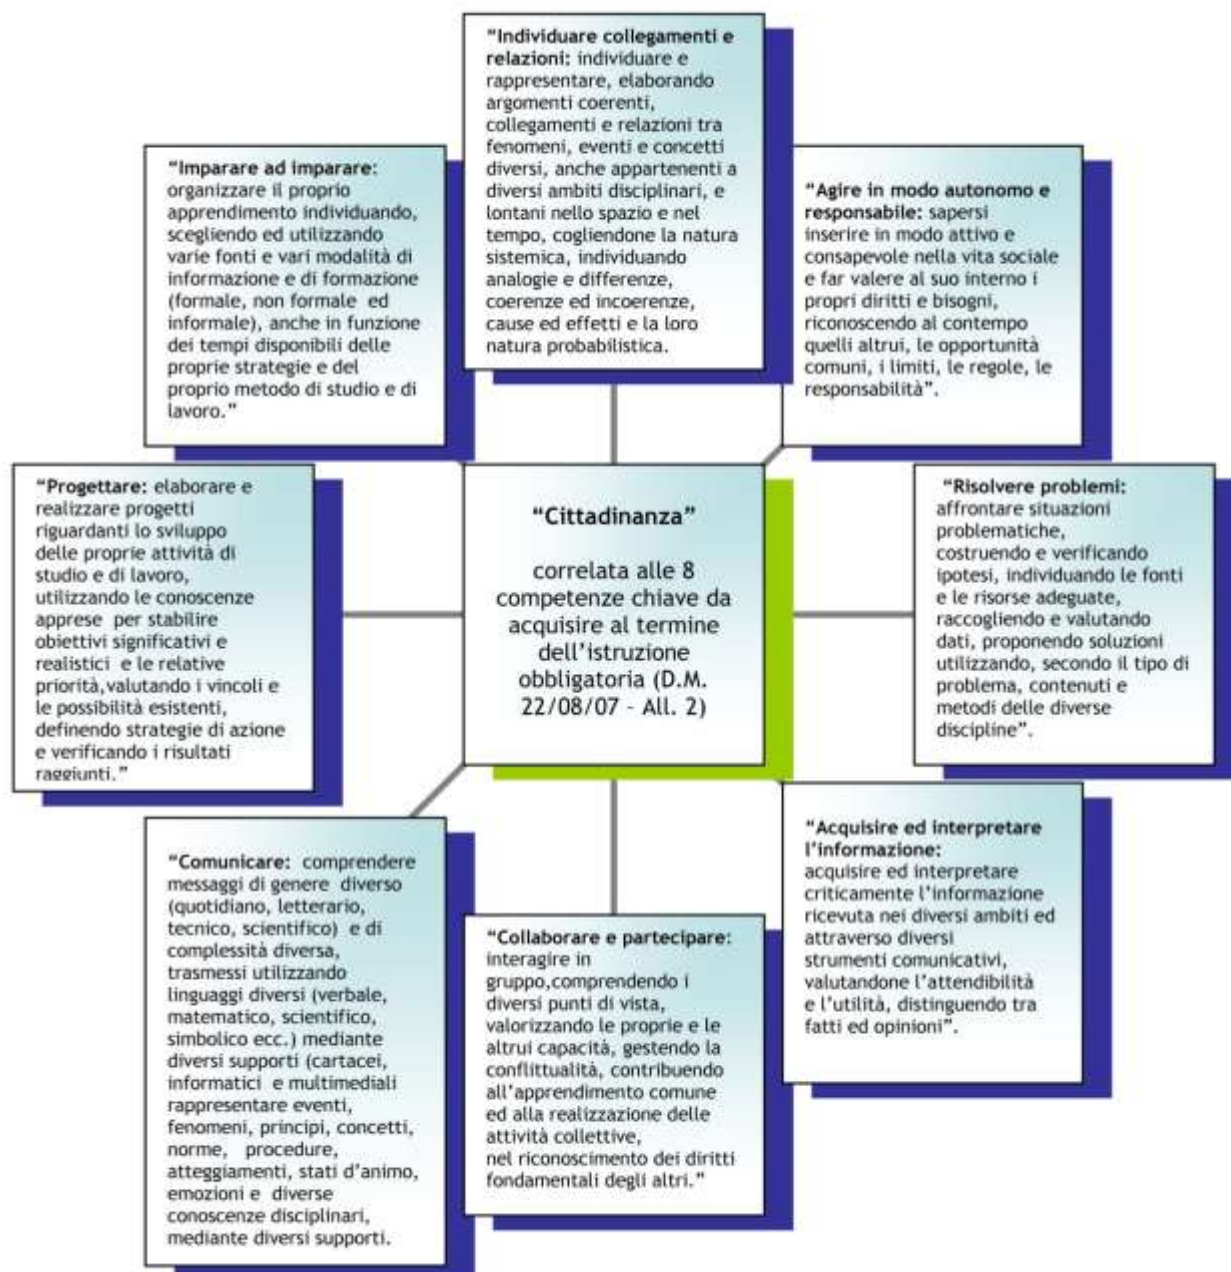 “Individuare collegamenti e
relazioni: individuare e
rappresentare, elaborando
argomenti coerenti,
collegamenti e relazioni tra
fenomeni, eventi e concetti
diversi, anche appartenenti a
diversi ambiti disciplinari, e
lontani nello spazio e nel
tempo, cogliendone la natura
sistemica, individuando
analogie e differenze,
coerenze ed incoerenze,
cause ed effetti e la loro
natura probabilistica.
“Imparare ad imparare:
organizzare il proprio
apprendimento individuando,
scegliendo ed utilizzando
varie fonti e vari modalità di
informazione e di formazione
(formale, non formale ed
informale), anche in funzione
dei tempi disponibili delle
proprie strategie e del
proprio metodo di studio e di
lavoro.”
“Agire in modo autonomo e
responsabile: sapersi
inserire in modo attivo e
consapevole nella vita sociale
e far valere al suo interno i
propri diritti e bisogni,
riconoscendo al contempo
quelli altrui, le opportunità
comuni, i limiti, le regole, le
responsabilità”.
“Progettare: elaborare e
realizzare progetti
riguardanti lo sviluppo
delle proprie attività di
studio e di lavoro,
utilizzando le conoscenze
apprese per stabilire
obiettivi significativi e
realistici e le relative
priorità,valutando i vincoli e
le possibilità esistenti,
definendo strategie di azione
e verificando i risultati
raggiunti.”
“Cittadinanza”
correlata alle 8
competenze chiave da
acquisire al termine
dell’istruzione
obbligatoria (D.M.
22/08/07 – All. 2)
“Risolvere problemi:
affrontare situazioni
problematiche,
costruendo e verificando
ipotesi, individuando le fonti
e le risorse adeguate,
raccogliendo e valutando
dati, proponendo soluzioni
utilizzando, secondo il tipo di
problema, contenuti e
metodi delle diverse
discipline”.
“Comunicare: comprendere
messaggi di genere diverso
(quotidiano, letterario,
tecnico, scientifico) e di
complessità diversa,
trasmessi utilizzando
linguaggi diversi (verbale,
matematico, scientifico,
simbolico ecc.) mediante
diversi supporti (cartacei,
informatici e multimediali
rappresentare eventi,
fenomeni, principi, concetti,
norme, procedure,
atteggiamenti, stati d’animo,
emozioni e diverse
conoscenze disciplinari,
mediante diversi supporti.
“Collaborare e partecipare:
interagire in
gruppo,comprendendo i
diversi punti di vista,
valorizzando le proprie e le
altrui capacità, gestendo la
conflittualità, contribuendo
all’apprendimento comune
ed alla realizzazione delle
attività collettive,
nel riconoscimento dei diritti
fondamentali degli altri.”
“Acquisire ed interpretare
l’informazione:
acquisire ed interpretare
criticamente l’informazione
ricevuta nei diversi ambiti ed
attraverso diversi
strumenti comunicativi,
valutandone l’attendibilità
e l’utilità, distinguendo tra
fatti ed opinioni”.